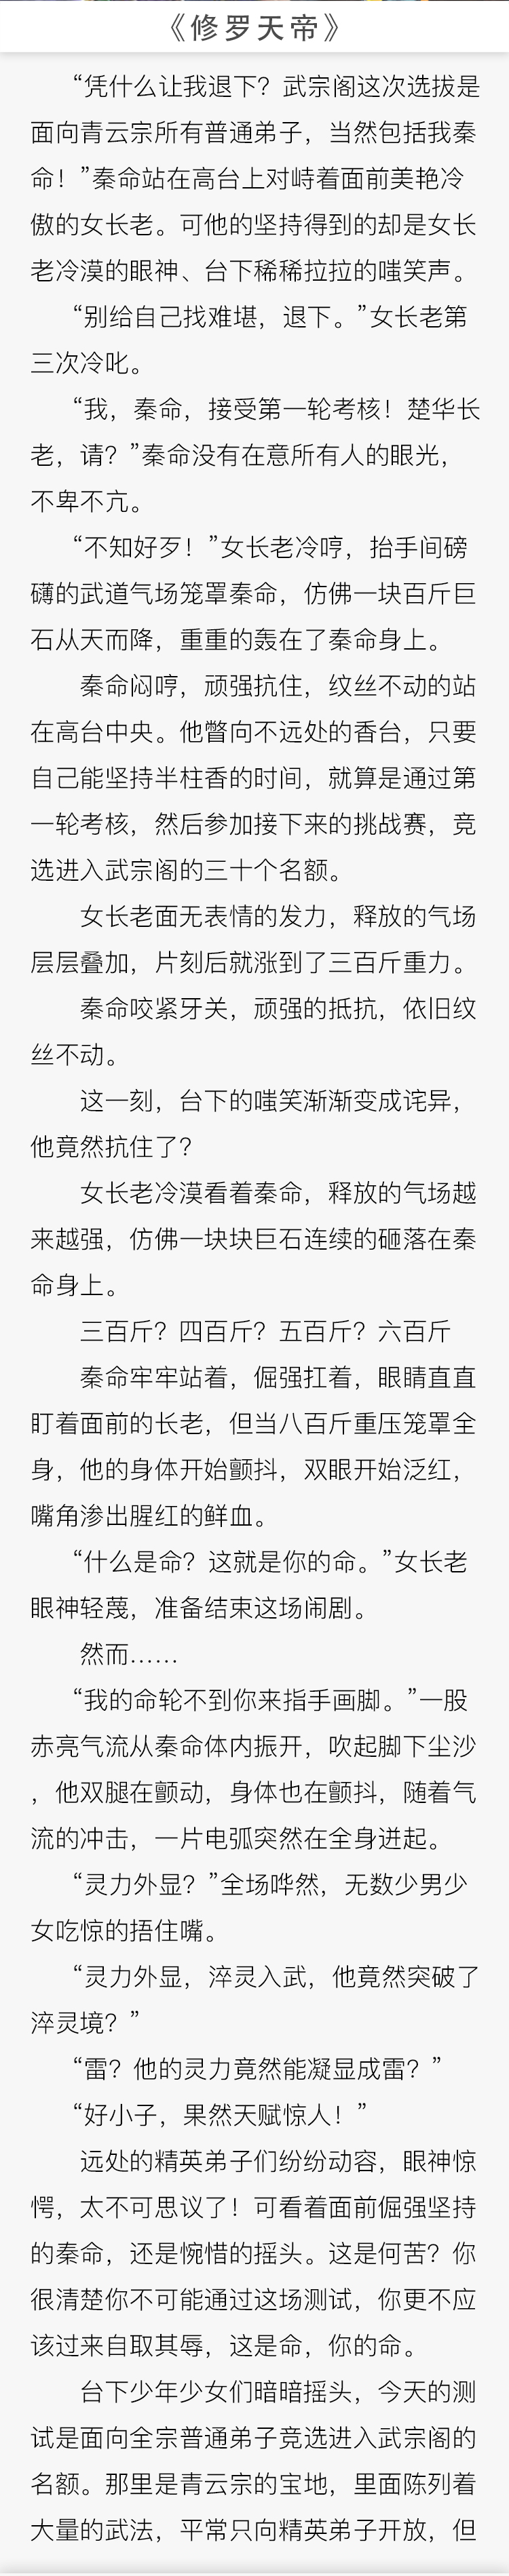 《修罗天帝》
“凭什么让我退下？武宗阁这次选拔是
面向青云宗所有普通弟子，当然包括我秦
命！”秦命站在高台上对峙着面前美艳冷
傲的女长老。可他的坚持得到的却是女长
老冷漠的眼神、台下稀稀拉拉的嗤笑声。
“别给自己找难堪，退下。”女长老第
三次冷叱。
“我，秦命，接受第一轮考核！楚华长
老，请？”秦命没有在意所有人的眼光，
不卑不亢。
“不知好歹！”女长老冷哼，抬手间磅
礴的武道气场笼罩秦命，仿佛一块百斤巨
石从天而降，重重的轰在了秦命身上。
秦命闷哼，顽强抗住，纹丝不动的站
在高台中央。他瞥向不远处的香台，只要
自己能坚持半柱香的时间，就算是通过第
一轮考核，然后参加接下来的挑战赛，竞
选进入武宗阁的三十个名额。
女长老面无表情的发力，释放的气场
层层叠加，片刻后就涨到了三百斤重力。
秦命咬紧牙关，顽强的抵抗，依旧纹
丝不动。
这一刻，台下的嗤笑渐渐变成诧异，
他竟然抗住了？
女长老冷漠看着秦命，释放的气场越
来越强，仿佛一块块巨石连续的砸落在秦
命身上。
三百斤？四百斤？五百斤？六百斤
秦命牢牢站着，倔强扛着，眼睛直直
盯着面前的长老，但当八百斤重压笼罩全
身，他的身体开始颤抖，双眼开始泛红，
嘴角渗出腥红的鲜血。
“什么是命？这就是你的命。”女长老
眼神轻蔑，准备结束这场闹剧。
然而……
“我的命轮不到你来指手画脚。”一股
赤亮气流从秦命体内振开，吹起脚下尘沙
，他双腿在颤动，身体也在颤抖，随着气
流的冲击，一片电弧突然在全身迸起。
“灵力外显？”全场哗然，无数少男少
女吃惊的捂住嘴。
“灵力外显，淬灵入武，他竟然突破了
淬灵境？”
“雷？他的灵力竟然能凝显成雷？”
“好小子，果然天赋惊人！”
远处的精英弟子们纷纷动容，眼神惊
愕，太不可思议了！可看着面前倔强坚持
的秦命，还是惋惜的摇头。这是何苦？你
很清楚你不可能通过这场测试，你更不应
该过来自取其辱，这是命，你的命。
台下少年少女们暗暗摇头，今天的测
试是面向全宗普通弟子竞选进入武宗阁的
名额。那里是青云宗的宝地，里面陈列着
大量的武法，平常只向精英弟子开放，但